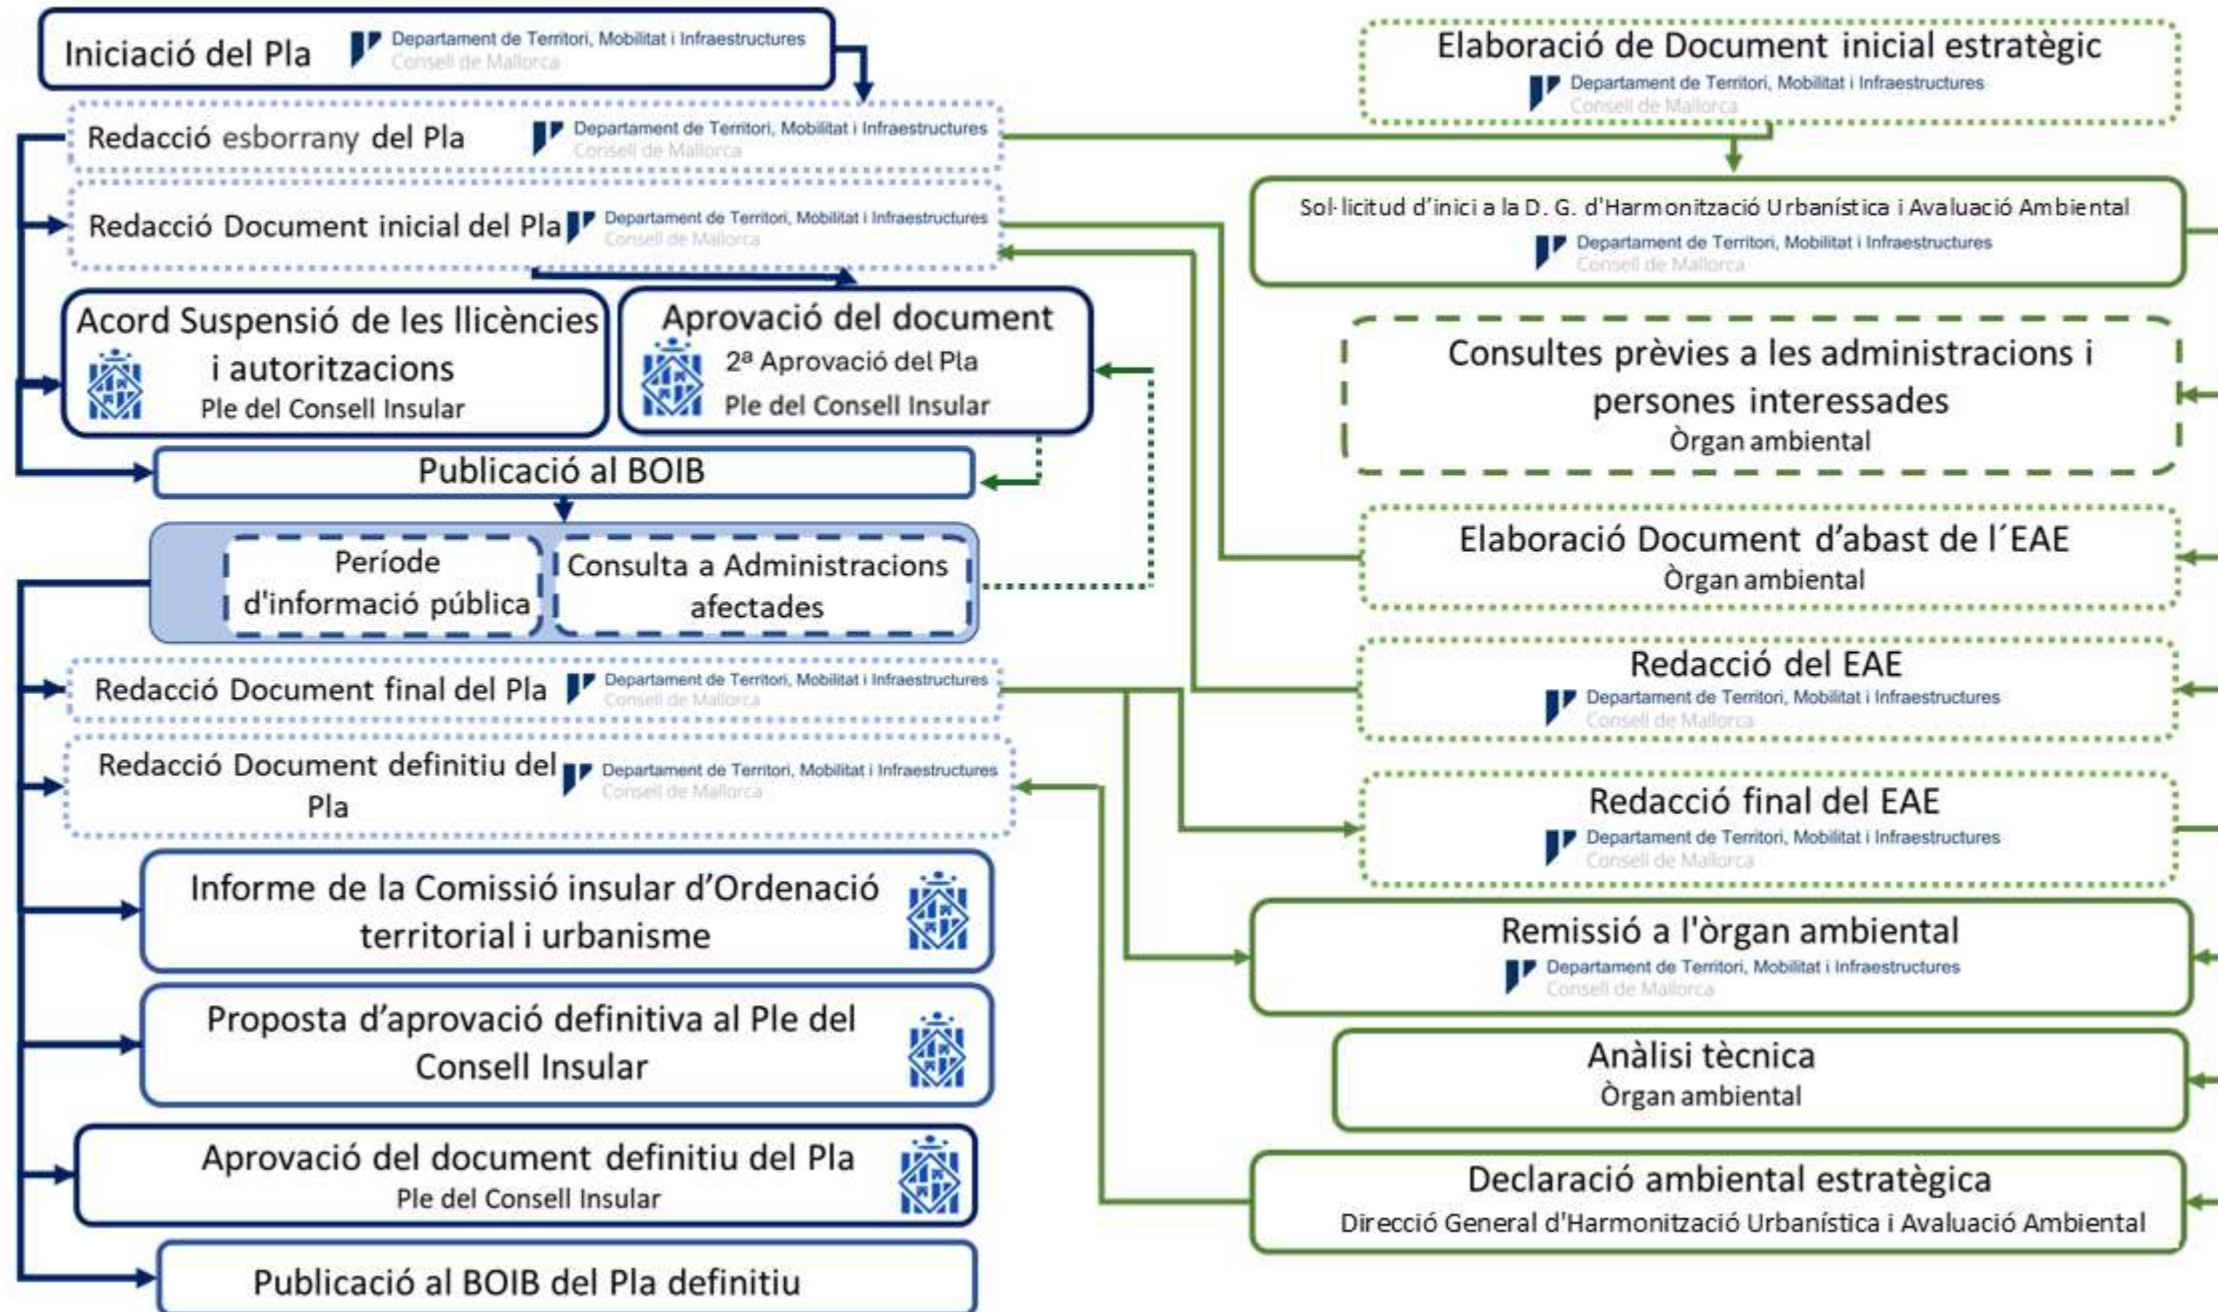 Iniciació del Pla
Departament de Territori, Mobilitat i Infraestructures
Consell de Mallorca
Redacció esborrany del Pla
Departament de Territori, Mobilitat i Infraestructures
Consell de Mallorca
Redacció Document inicial del Pla
Departament de Territori, Mobilitat i Infraestructures
Consell de Mallorca
Acord Suspensió de les llicències
i autoritzacions
Ple del Consell Insular
Aprovació del document
2ª Aprovació del Pla
Ple del Consell Insular
Publicació al BOIB
Període
d'informació pública
Consulta a Administracions
afectades
Redacció Document final del Pla
Departament de Territori, Mobilitat i Infraestructures
Consell de Mallorca
Redacció Document definitiu del
Pla
Departament de Territori, Mobilitat i Infraestructures
Consell de Mallorca
Informe de la Comissió insular d’Ordenació
territorial i urbanisme
Proposta d’aprovació definitiva al Ple del
Consell Insular
Aprovació del document definitiu del Pla
Ple del Consell Insular
Publicació al BOIB del Pla definitiu
Elaboració de Document inicial estratègic
Departament de Territori, Mobilitat i Infraestructures
Consell de Mallorca
Sol·licitud d’inici a la D. G. d'Harmonització Urbanística i Avaluació Ambiental
Departament de Territori, Mobilitat i Infraestructures
Consell de Mallorca
Consultes prèvies a les administracions i
persones interessades
Òrgan ambiental
Elaboració Document d’abast de l´EAE
Òrgan ambiental
Redacció del EAE
Departament de Territori, Mobilitat i Infraestructures
Consell de Mallorca
Redacció final del EAE
Departament de Territori, Mobilitat i Infraestructures
Consell de Mallorca
Remissió a l'òrgan ambiental
Departament de Territori, Mobilitat i Infraestructures
Consell de Mallorca
Anàlisi tècnica
Òrgan ambiental
Declaració ambiental estratègica
Direcció General d'Harmonització Urbanística i Avaluació Ambiental